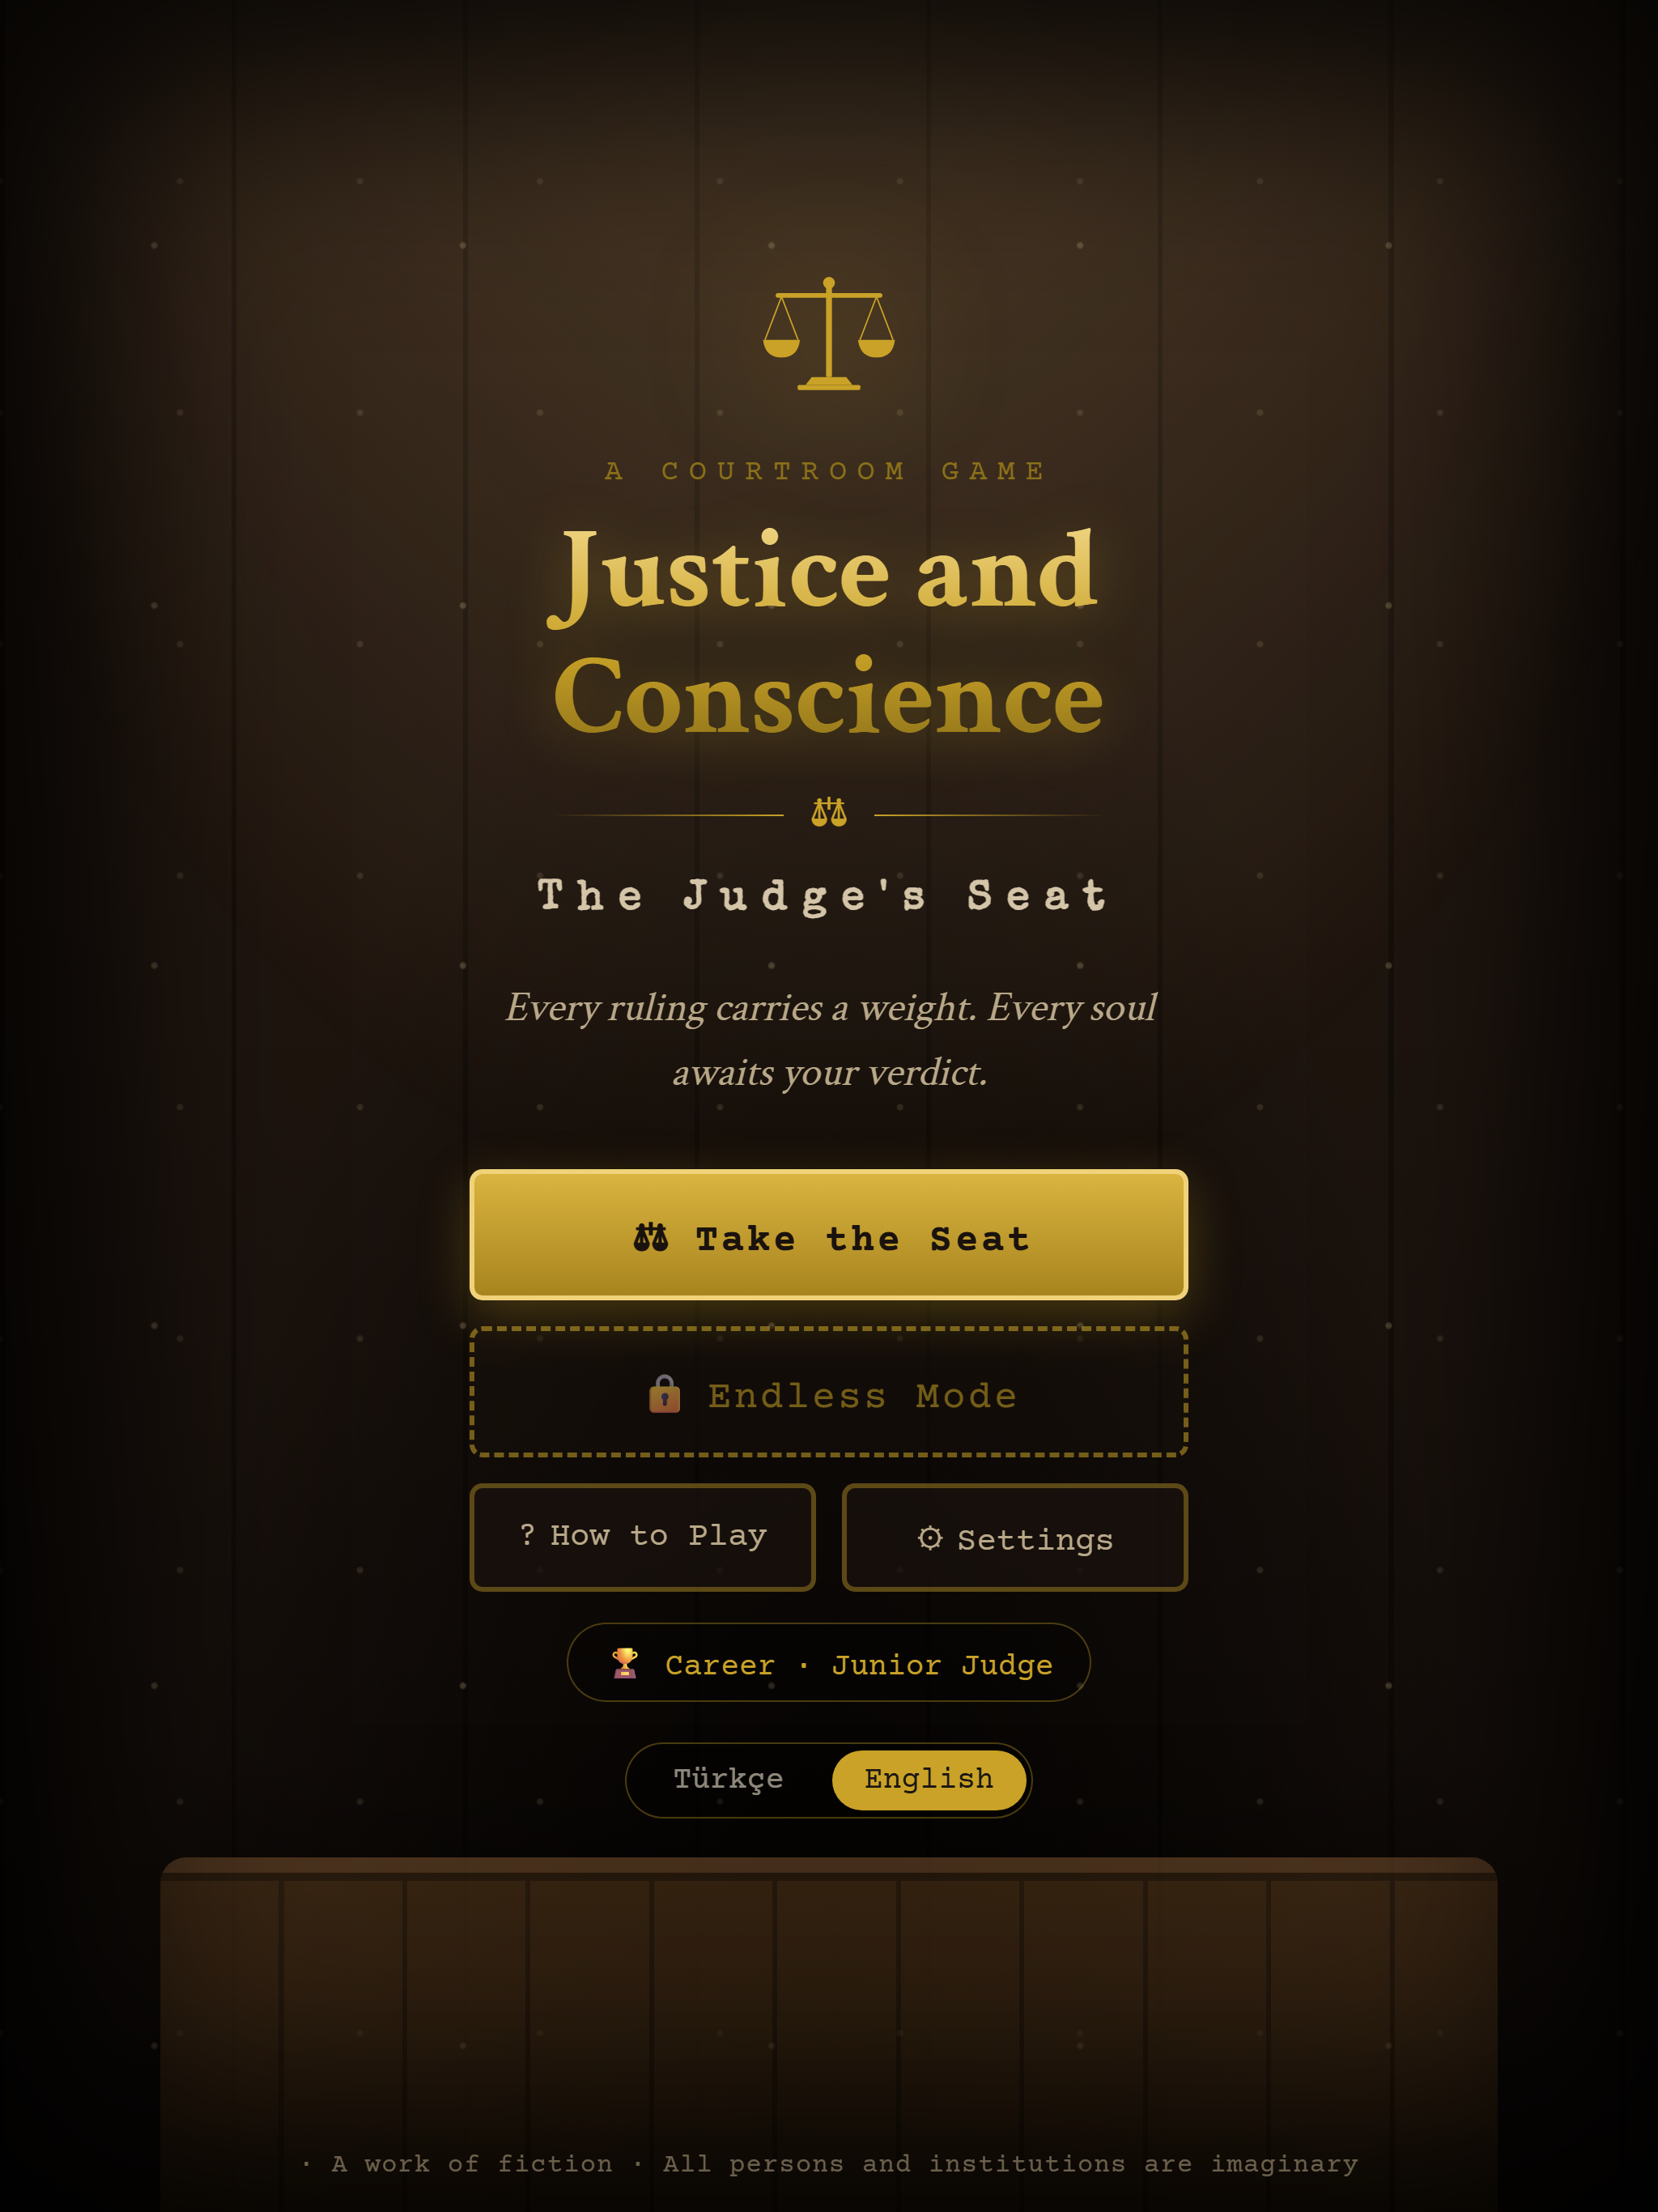 A COURTROOM GAME
Justice and
Conscience
The Judge's Seat
Every ruling carries a weight. Every soul
awaits your verdict.
Take the Seat
Endless Mode
? How to Play
Settings
Career · Junior Judge
Türkçe
English
· A work of fiction · All persons and institutions are imaginary